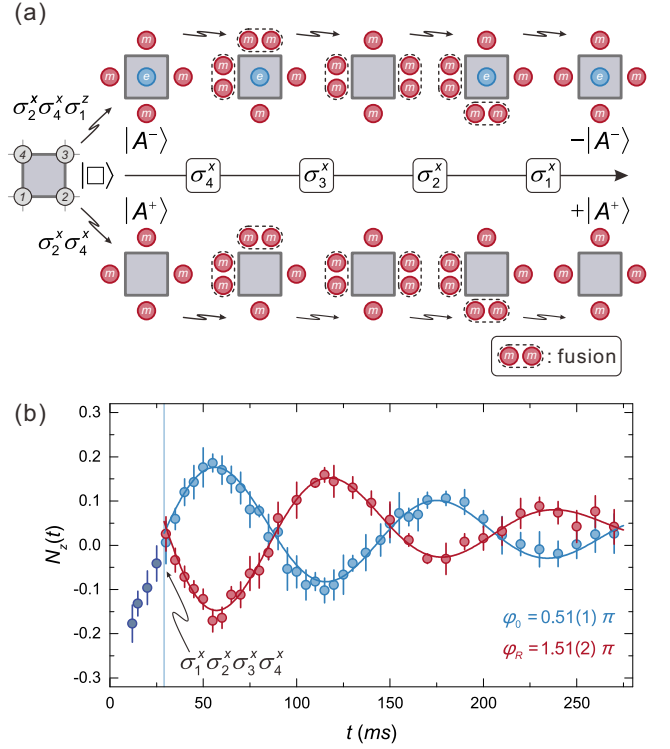 (a)
m m m m m m
m e m m e m m m m e m m e m
m m m m m m
σ₂ˣσ₄ˣσ₁ᶻ
|A⁻⟩ −|A⁻⟩
4 3
|□⟩ σ₄ˣ σ₃ˣ σ₂ˣ σ₁ˣ
1 2
|A⁺⟩ +|A⁺⟩
σ₂ˣσ₄ˣ
m m m m m m
m m m m m m m m m m
m m m m m m
m m : fusion
(b)
0.3
0.2
0.1
0.0
-0.1
-0.2
-0.3
N_z(t)
σ₁ˣσ₂ˣσ₃ˣσ₄ˣ
φ₀=0.51(1) π
φ_R=1.51(2) π
0 50 100 150 200 250
t (ms)